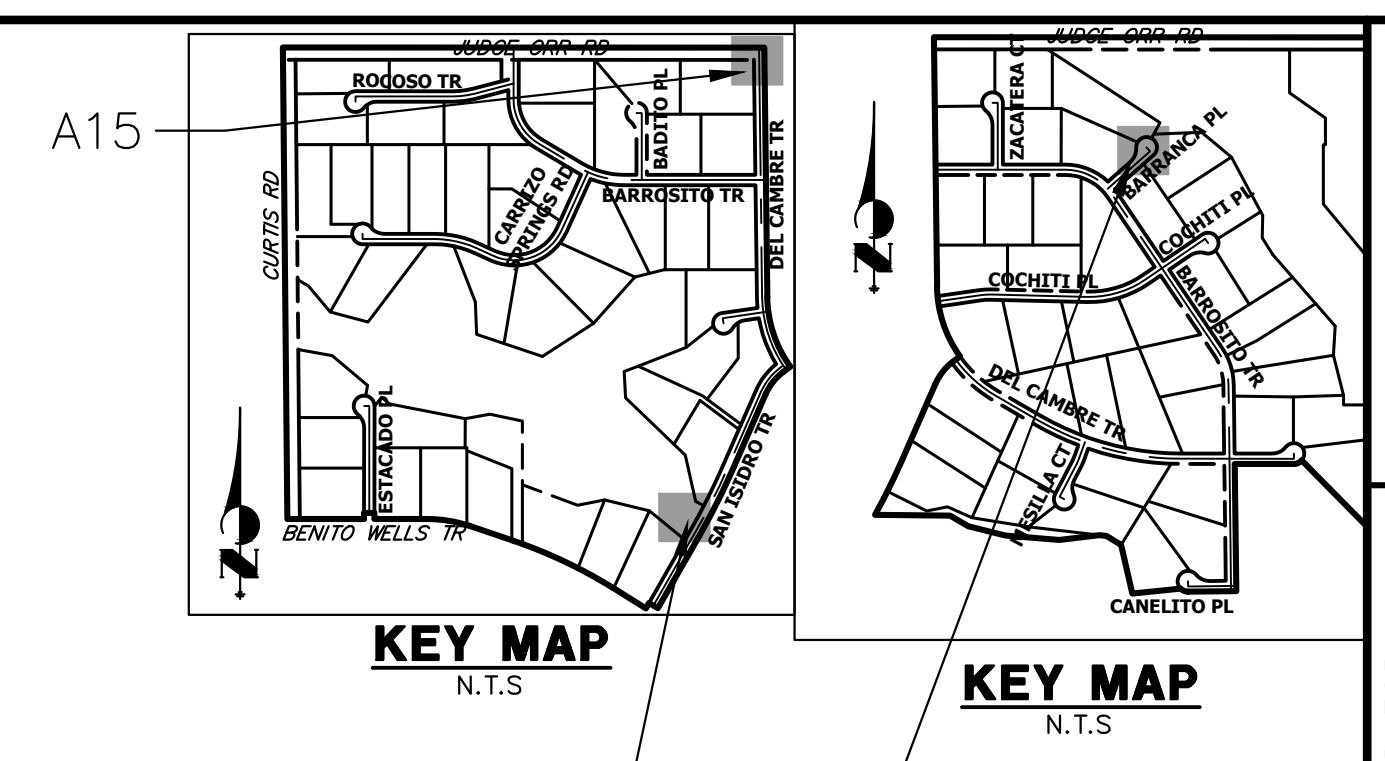 JUDGE ORR RD
ROCOSO TR
BADITO PL
A15
DEL CAMBRE TR
CURTIS RD
CARRIZO
SPRINGS RD
BARROSITO TR
ESTACADO PL
SAN ISIDRO TR
BENITO WELLS TR
N
KEY MAP
N.T.S
JUDGE ORR RD
ZACATERA CT
BARRANCA PL
COCHITI PL
N
COCHITI PL
BARROSITO TR
DEL CAMBRE TR
MESILLA CT
CANELITO PL
KEY MAP
N.T.S